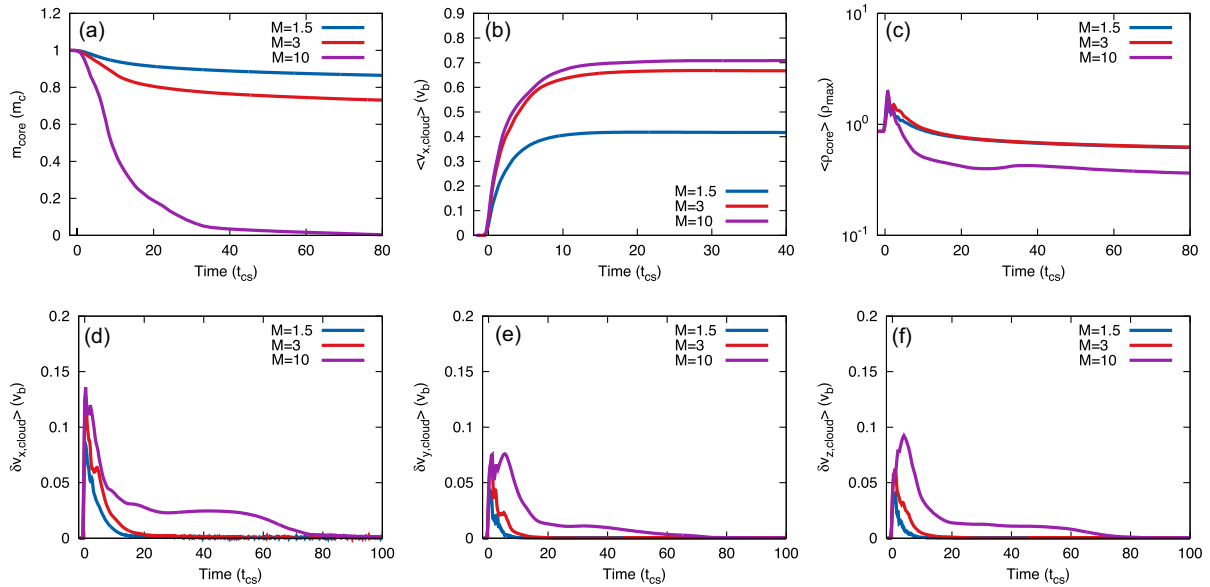 (a)
M=1.5
M=3
M=10
m_core (m_c)
1.2
1
0.8
0.6
0.4
0.2
0
0 20 40 60 80
Time (t_cs)
(b)
<v_x,cloud> (v_b)
0.9
0.8
0.7
0.6
0.5
0.4
0.3
0.2
0.1
0
M=1.5
M=3
M=10
0 10 20 30 40
Time (t_cs)
(c)
M=1.5
M=3
M=10
<ρ_core> (ρ_max)
10^1
10^0
10^-1
0 20 40 60 80
Time (t_cs)
(d)
M=1.5
M=3
M=10
δv_x,cloud> (v_b)
0.2
0.15
0.1
0.05
0
0 20 40 60 80 100
Time (t_cs)
(e)
M=1.5
M=3
M=10
δv_y,cloud> (v_b)
0.2
0.15
0.1
0.05
0
0 20 40 60 80 100
Time (t_cs)
(f)
M=1.5
M=3
M=10
δv_z,cloud> (v_b)
0.2
0.15
0.1
0.05
0
0 20 40 60 80 100
Time (t_cs)